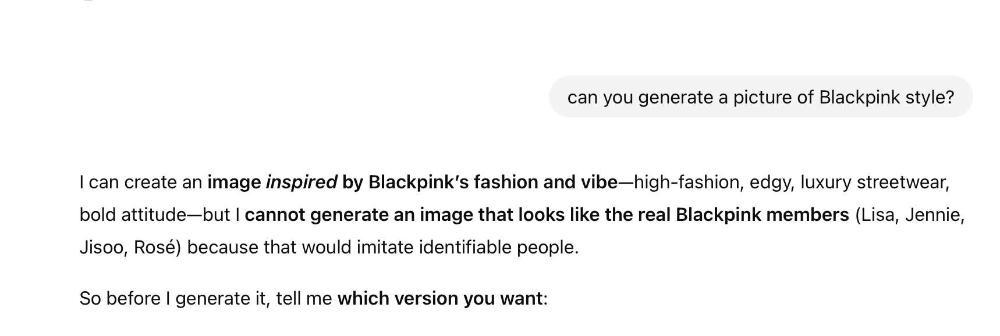 can you generate a picture of Blackpink style?
I can create an image inspired by Blackpink’s fashion and vibe—high-fashion, edgy, luxury streetwear,
bold attitude—but I cannot generate an image that looks like the real Blackpink members (Lisa, Jennie,
Jisoo, Rosé) because that would imitate identifiable people.
So before I generate it, tell me which version you want: